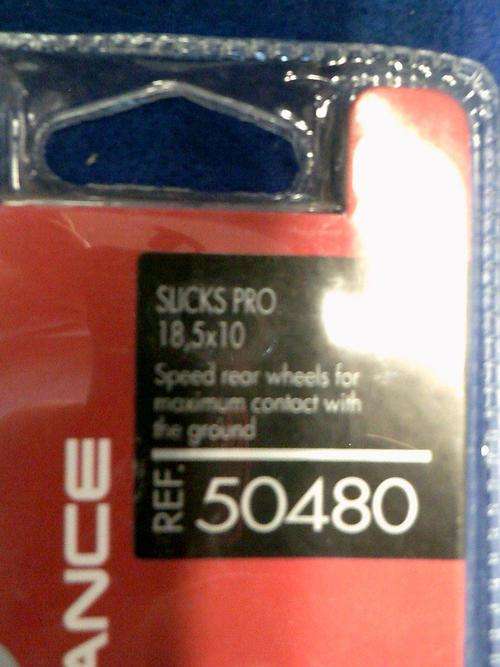 SLICKS PRO
18,5x10
Speed rear wheels for
maximum contact with
the ground
REF. 50480
ANCE